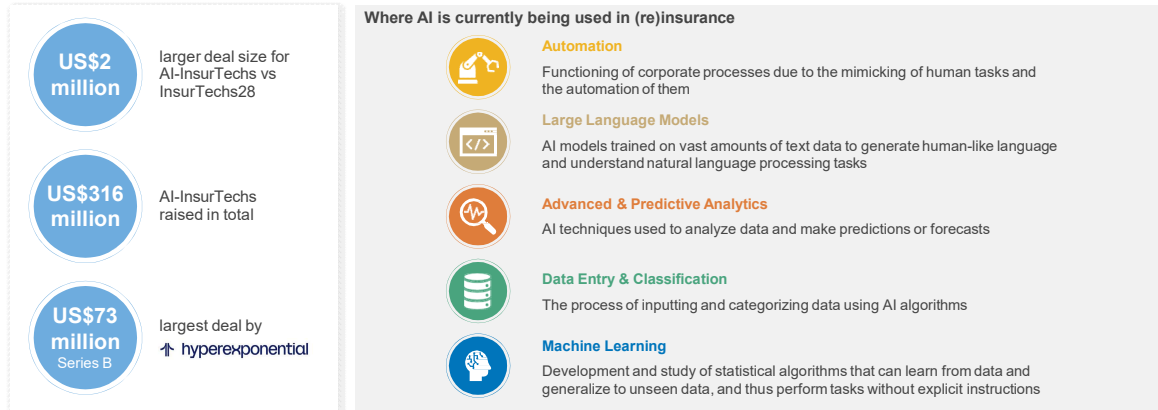 US$2
million
larger deal size for
AI-InsurTechs vs
InsurTechs28
US$316
million
AI-InsurTechs
raised in total
US$73
million
Series B
largest deal by
hyperexponential
Where AI is currently being used in (re)insurance
Automation
Functioning of corporate processes due to the mimicking of human tasks and
the automation of them
</>
Large Language Models
AI models trained on vast amounts of text data to generate human-like language
and understand natural language processing tasks
Advanced & Predictive Analytics
AI techniques used to analyze data and make predictions or forecasts
Data Entry & Classification
The process of inputting and categorizing data using AI algorithms
Machine Learning
Development and study of statistical algorithms that can learn from data and
generalize to unseen data, and thus perform tasks without explicit instructions